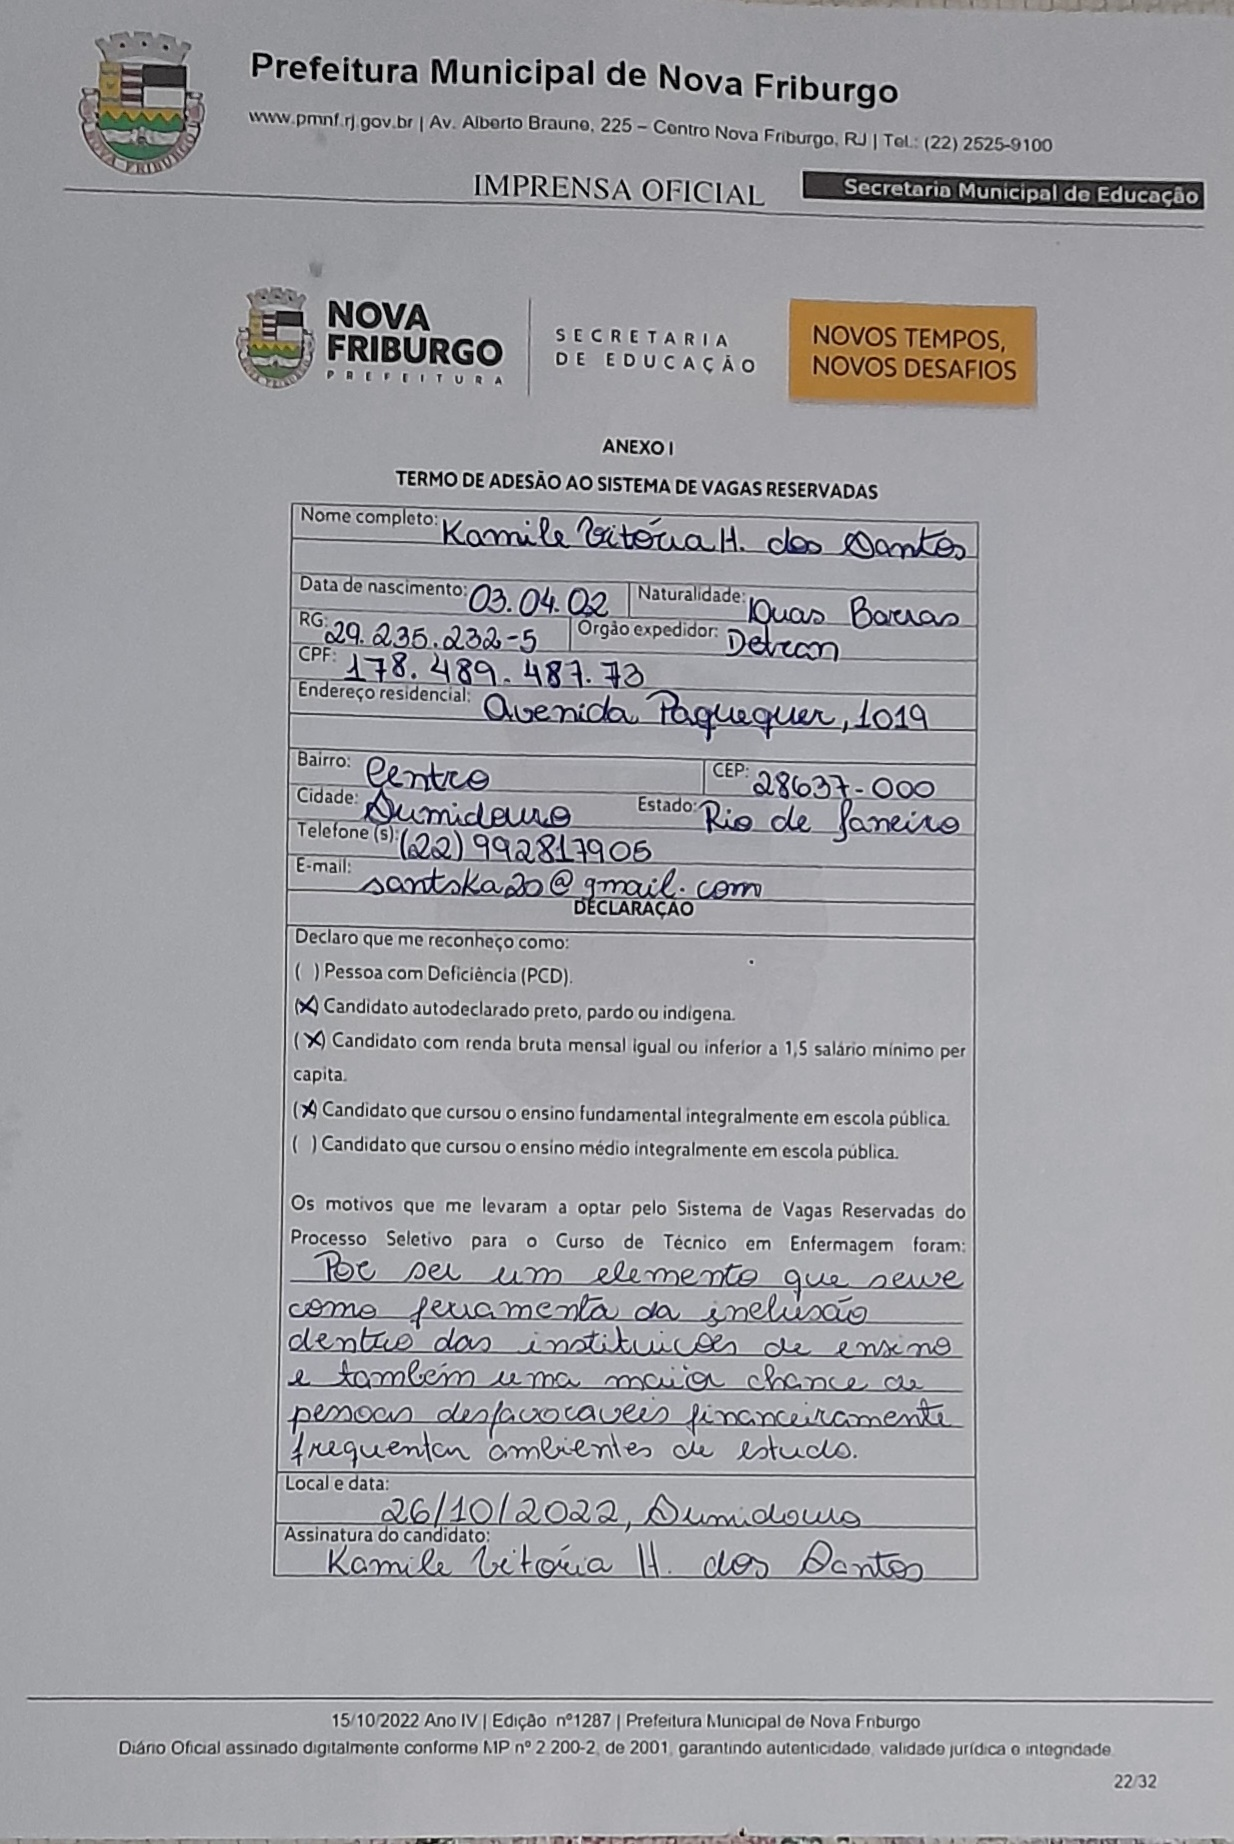 Prefeitura Municipal de Nova Friburgo
www.pmnf.rj.gov.br | Av. Alberto Braune, 225 – Centro Nova Friburgo, RJ | Tel.: (22) 2525-9100
IMPRENSA OFICIAL
Secretaria Municipal de Educação
NOVA FRIBURGO
PREFEITURA
SECRETARIA
DE EDUCAÇÃO
NOVOS TEMPOS,
NOVOS DESAFIOS
ANEXO I
TERMO DE ADESÃO AO SISTEMA DE VAGAS RESERVADAS
Nome completo: Kamile Vitória H. dos Santos
Data de nascimento: 03.04.02 Naturalidade: Duas Barras
RG: 29.235.232-5 Orgão expedidor: Detran
CPF: 178.489.487.73
Endereço residencial: Avenida Paquequer, 1019
Bairro: Centro CEP: 28637-000
Cidade: Sumidouro Estado: Rio de Janeiro
Telefone (s): (22) 992817905
E-mail: santska20@gmail.com
DECLARAÇÃO
Declaro que me reconheço como:
( ) Pessoa com Deficiência (PCD).
(X) Candidato autodeclarado preto, pardo ou indígena.
(X) Candidato com renda bruta mensal igual ou inferior a 1,5 salário mínimo per
capita.
(X) Candidato que cursou o ensino fundamental integralmente em escola pública.
( ) Candidato que cursou o ensino médio integralmente em escola pública.
Os motivos que me levaram a optar pelo Sistema de Vagas Reservadas do
Processo Seletivo para o Curso de Técnico em Enfermagem foram:
Por ser um elemento que serve
como ferramenta da inclusão
dentro das instituicões de ensino
e também uma maior chance de
pessoas desfavocaveis financeiramente
frequentar ambientes de estudo.
Local e data:
26/10/2022, Sumidouro
Assinatura do candidato:
Kamile Vitória H. dos Santos
15/10/2022 Ano IV | Edição nº1287 | Prefeitura Municipal de Nova Friburgo
Diário Oficial assinado digitalmente conforme MP nº 2.200-2, de 2001, garantindo autenticidade, validade jurídica e integridade.
22/32